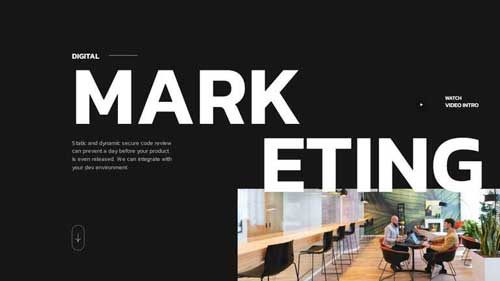 DIGITAL
MARK
ETING
WATCH
VIDEO INTRO
Static and dynamic secure code review
can prevent a day before your product
is even released. We can integrate with
your dev environment